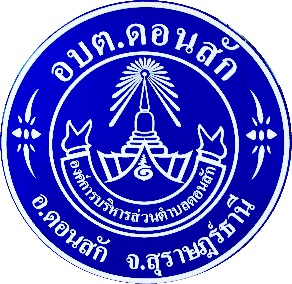 อบต.ดอนสัก
องค์การบริหารส่วนตำบลดอนสัก
อ.ดอนสัก จ.สุราษฎร์ธานี